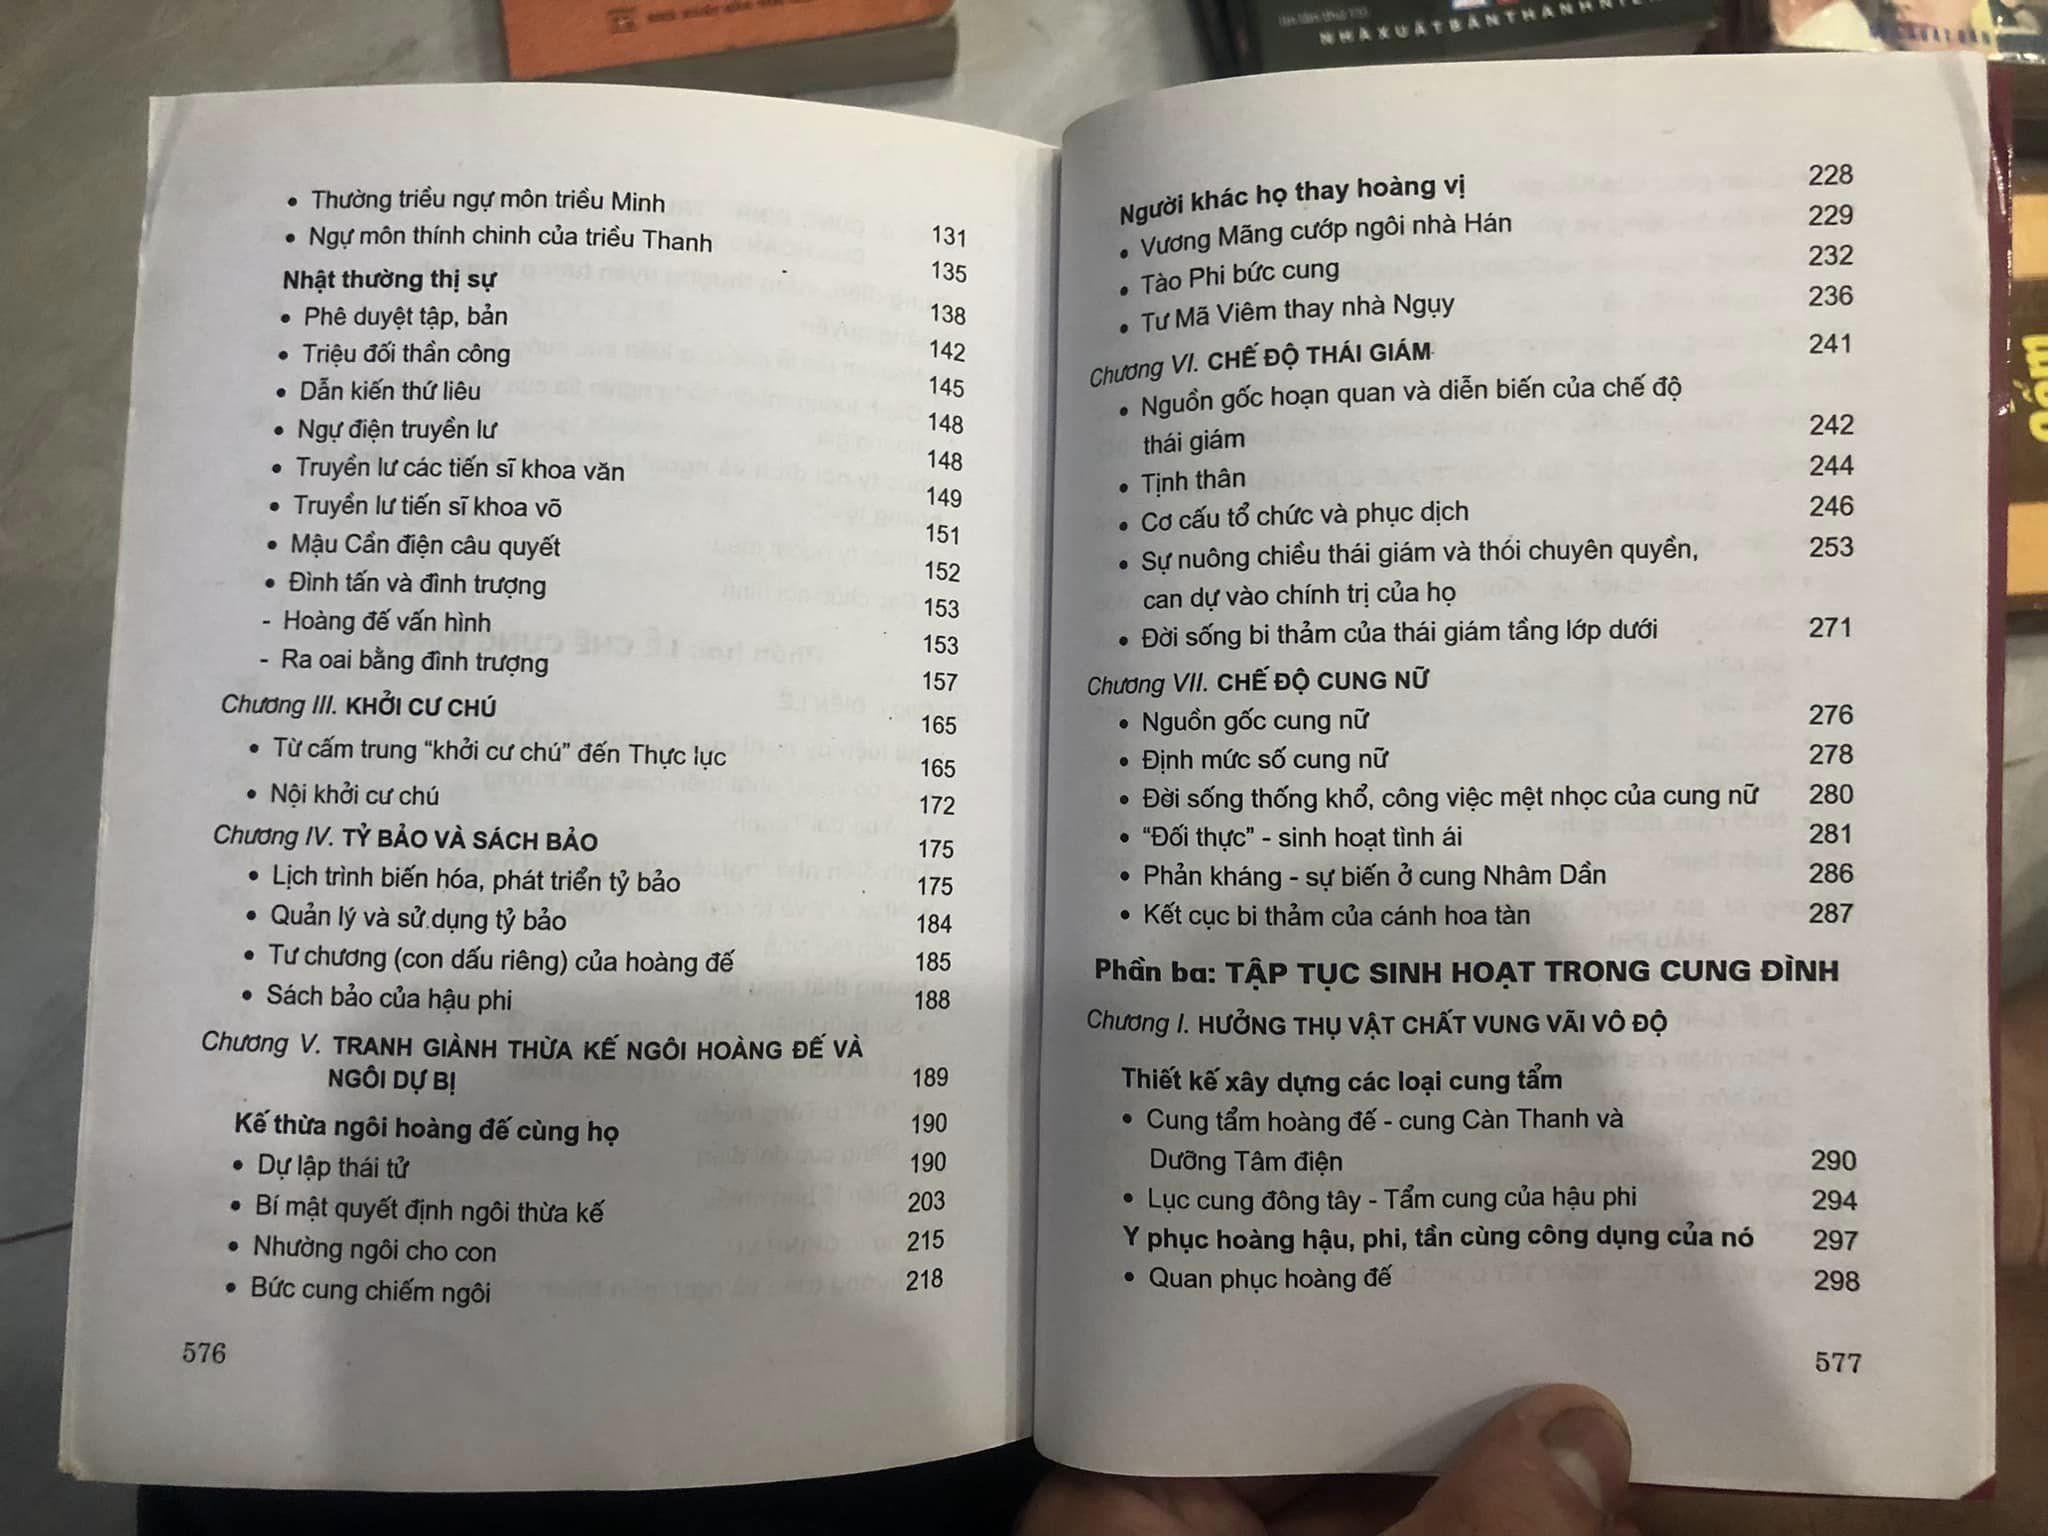 NHÀ XUẤT BẢN THANH NIÊN
• Thường triều ngự môn triều Minh 131
• Ngự môn thính chinh của triều Thanh 135
Nhật thường thị sự 138
• Phê duyệt tập, bản 142
• Triệu đối thần công 145
• Dẫn kiến thứ liêu 148
• Ngự điện truyền lư 148
• Truyền lư các tiến sĩ khoa văn 149
• Truyền lư tiến sĩ khoa võ 151
• Mậu Cần điện câu quyết 152
• Đình tấn và đình trượng 153
- Hoàng đế vấn hình 153
- Ra oai bằng đình trượng 157
Chương III. KHỞI CƯ CHÚ 165
• Từ cấm trung “khởi cư chú” đến Thực lục 165
• Nội khởi cư chú 172
Chương IV. TỶ BẢO VÀ SÁCH BẢO 175
• Lịch trình biến hóa, phát triển tỷ bảo 175
• Quản lý và sử dụng tỷ bảo 184
• Tư chương (con dấu riêng) của hoàng đế 185
• Sách bảo của hậu phi 188
Chương V. TRANH GIÀNH THỪA KẾ NGÔI HOÀNG ĐẾ VÀ
NGÔI DỰ BỊ 189
Kế thừa ngôi hoàng đế cùng họ 190
• Dự lập thái tử 190
• Bí mật quyết định ngôi thừa kế 203
• Nhường ngôi cho con 215
• Bức cung chiếm ngôi 218
576
Người khác họ thay hoàng vị 228
• Vương Mãng cướp ngôi nhà Hán 229
• Tào Phi bức cung 232
• Tư Mã Viêm thay nhà Ngụy 236
Chương VI. CHẾ ĐỘ THÁI GIÁM 241
• Nguồn gốc hoạn quan và diễn biến của chế độ
thái giám 242
• Tịnh thân 244
• Cơ cấu tổ chức và phục dịch 246
• Sự nuông chiều thái giám và thói chuyên quyền, 253
can dự vào chính trị của họ
• Đời sống bi thảm của thái giám tầng lớp dưới 271
Chương VII. CHẾ ĐỘ CUNG NỮ
• Nguồn gốc cung nữ 276
• Định mức số cung nữ 278
• Đời sống thống khổ, công việc mệt nhọc của cung nữ 280
• “Đối thực” - sinh hoạt tình ái 281
• Phản kháng - sự biến ở cung Nhâm Dần 286
• Kết cục bi thảm của cánh hoa tàn 287
Phần ba: TẬP TỤC SINH HOẠT TRONG CUNG ĐÌNH
Chương I. HƯỞNG THỤ VẬT CHẤT VUNG VÃI VÔ ĐỘ
Thiết kế xây dựng các loại cung tẩm
• Cung tẩm hoàng đế - cung Càn Thanh và
Dưỡng Tâm điện 290
• Lục cung đông tây - Tẩm cung của hậu phi 294
Y phục hoàng hậu, phi, tần cùng công dụng của nó 297
• Quan phục hoàng đế 298
577